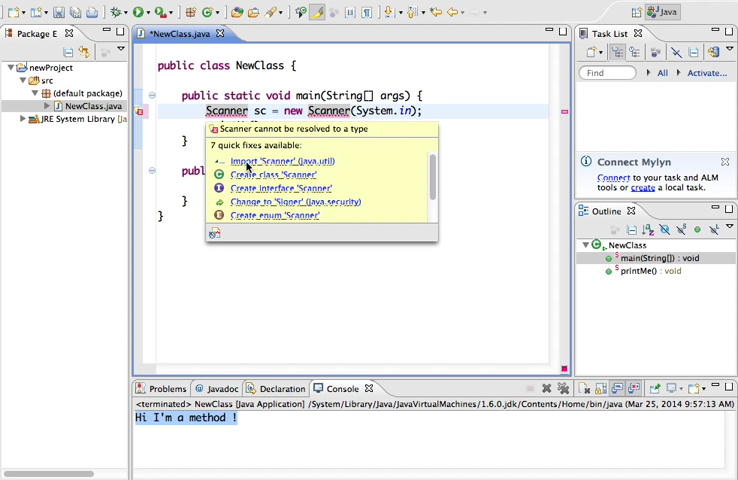 Java
Package E
*NewClass.java
Task List
newProject
src
(default package)
NewClass.java
JRE System Library [
public class NewClass {
public static void main(String[] args) {
Scanner sc = new Scanner(System.in);
Scanner cannot be resolved to a type
7 quick fixes available:
Import 'Scanner' (java.util)
Create class 'Scanner'
Create interface 'Scanner'
Change to 'Signer' (java.security)
Create enum 'Scanner'
}
publ
}
}
Find
All
Activate...
Connect Mylyn
Connect to your task and ALM
tools or create a local task.
Outline
NewClass
main(String[]) : void
printMe() : void
Problems
Javadoc
Declaration
Console
<terminated> NewClass [Java Application] /System/Library/Java/JavaVirtualMachines/1.6.0.jdk/Contents/Home/bin/java (Mar 25, 2014 9:57:13 AM)
Hi I'm a method !